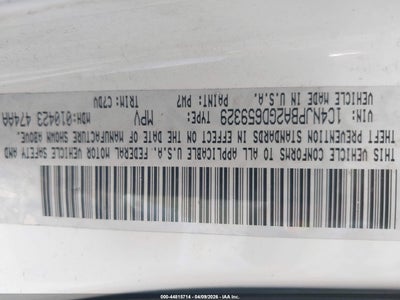 THIS VEHICLE CONFORMS TO ALL APPLICABLE U.S.A. FEDERAL MOTOR VEHICLE SAFETY AND
THEFT PREVENTION STANDARDS IN EFFECT ON THE DATE OF MANUFACTURE SHOWN ABOVE.
VIN: 1C4NJPBA2GD659329 TYPE: MPV MDH: 010423 474AA
VEHICLE MADE IN U.S.A. PAINT: PW7 TRIM: C7DV
000-44815714 - 04/09/2026 - IAA Inc.